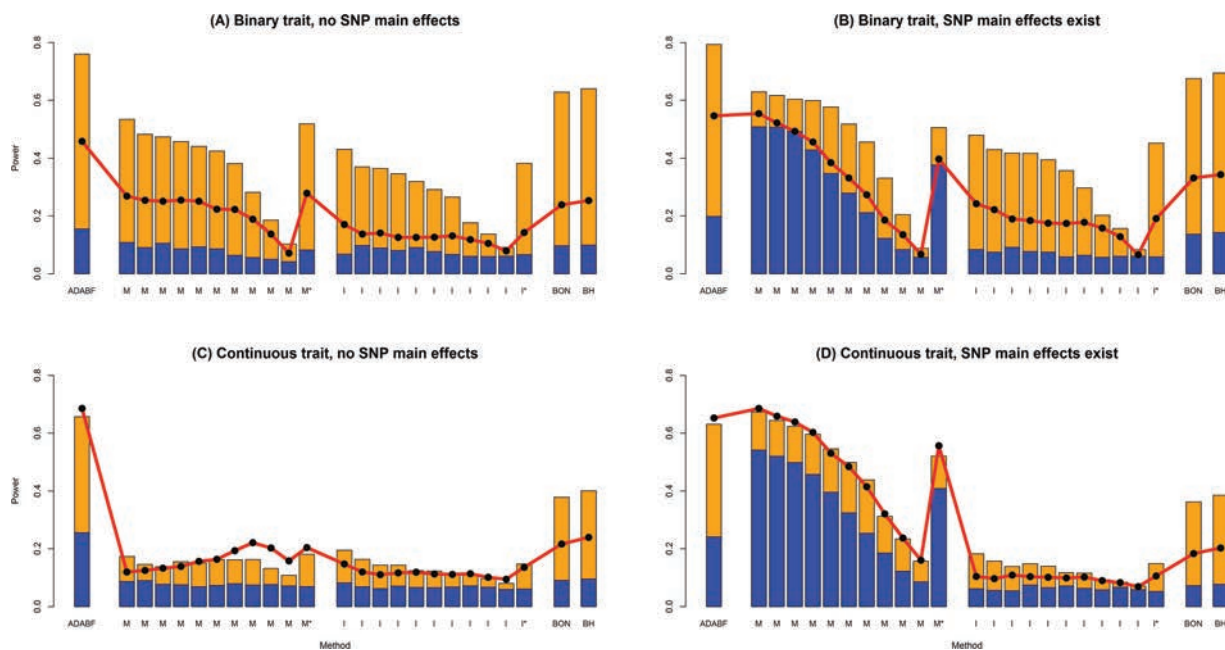 (A) Binary trait, no SNP main effects
0.8
0.6
0.4
0.2
0.0
Power
ADABF M M M M M M M M M M M* I I I I I I I I I I I* BON BH
(B) Binary trait, SNP main effects exist
0.8
0.6
0.4
0.2
0.0
Power
ADABF M M M M M M M M M M M* I I I I I I I I I I I* BON BH
(C) Continuous trait, no SNP main effects
0.8
0.6
0.4
0.2
0.0
Power
ADABF M M M M M M M M M M M* I I I I I I I I I I I* BON BH
Method
(D) Continuous trait, SNP main effects exist
0.8
0.6
0.4
0.2
0.0
ADABF M M M M M M M M M M M* I I I I I I I I I I I* BON BH